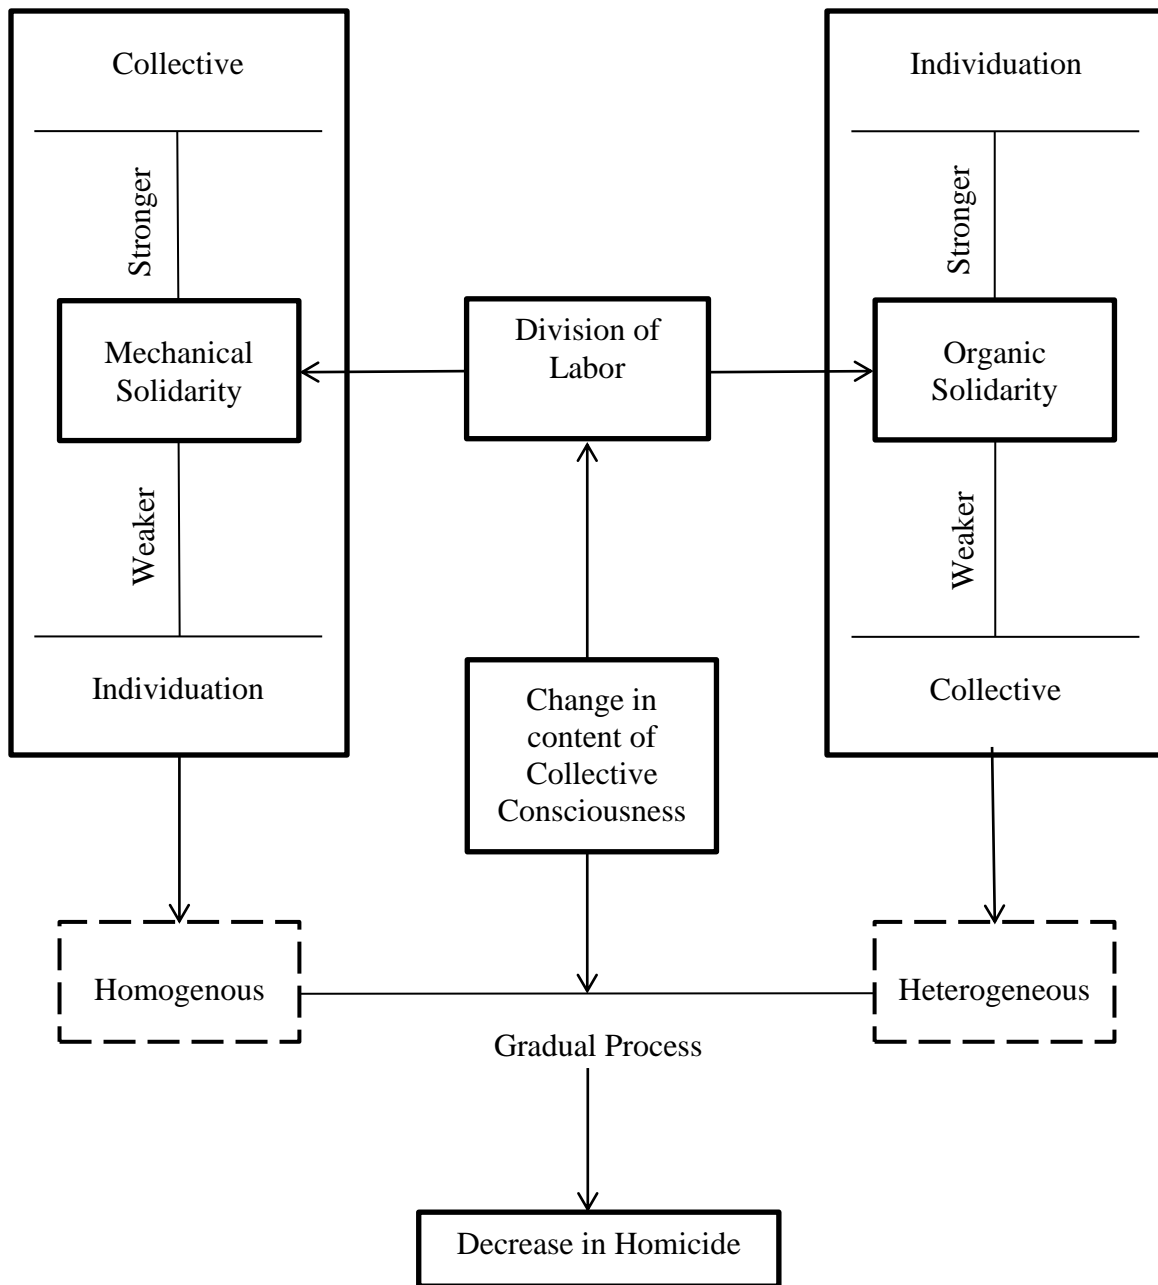 Collective
Individuation
Stronger
Stronger
Mechanical
Solidarity
Division of
Labor
Organic
Solidarity
Weaker
Weaker
Individuation
Change in
content of
Collective
Consciousness
Collective
Homogenous
Heterogeneous
Gradual Process
Decrease in Homicide